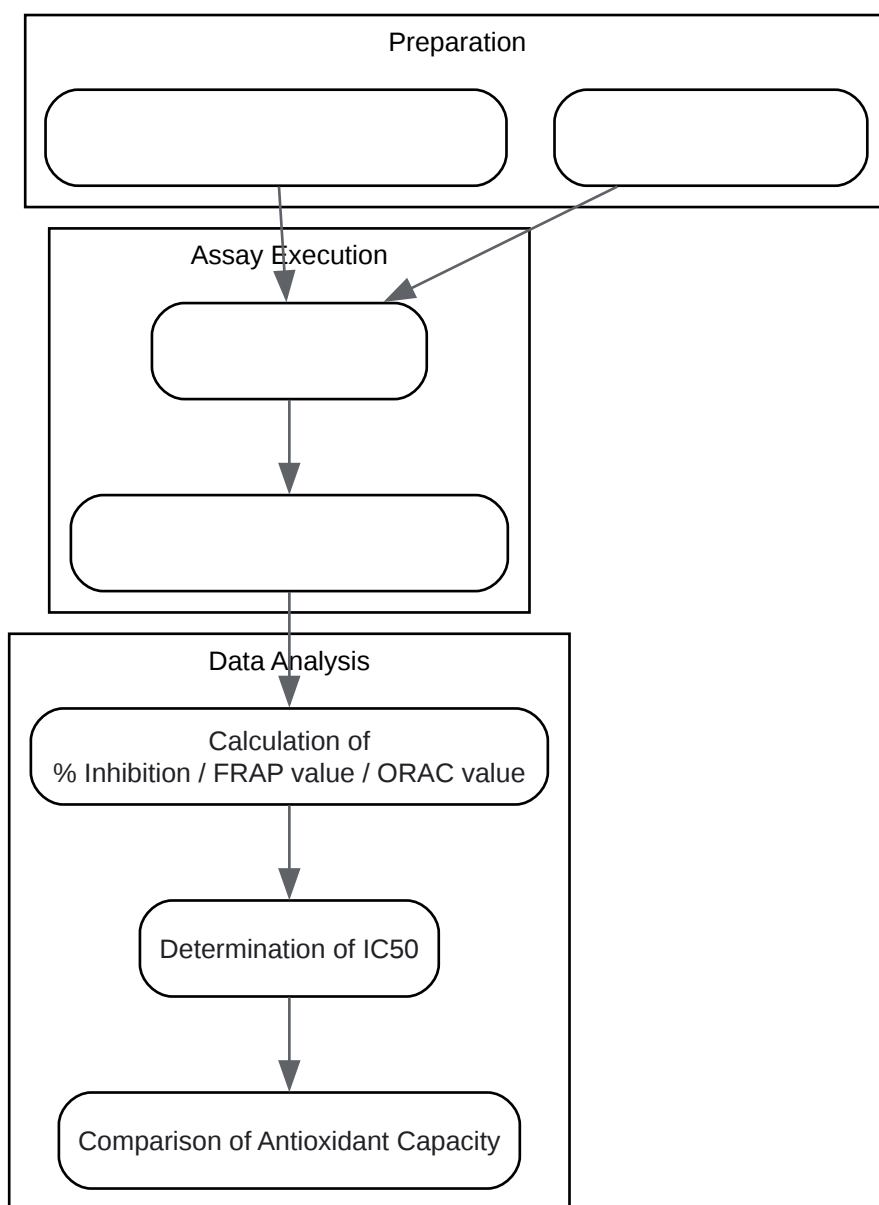 Preparation
Assay Execution
Data Analysis
Calculation of
% Inhibition / FRAP value / ORAC value
Determination of IC50
Comparison of Antioxidant Capacity